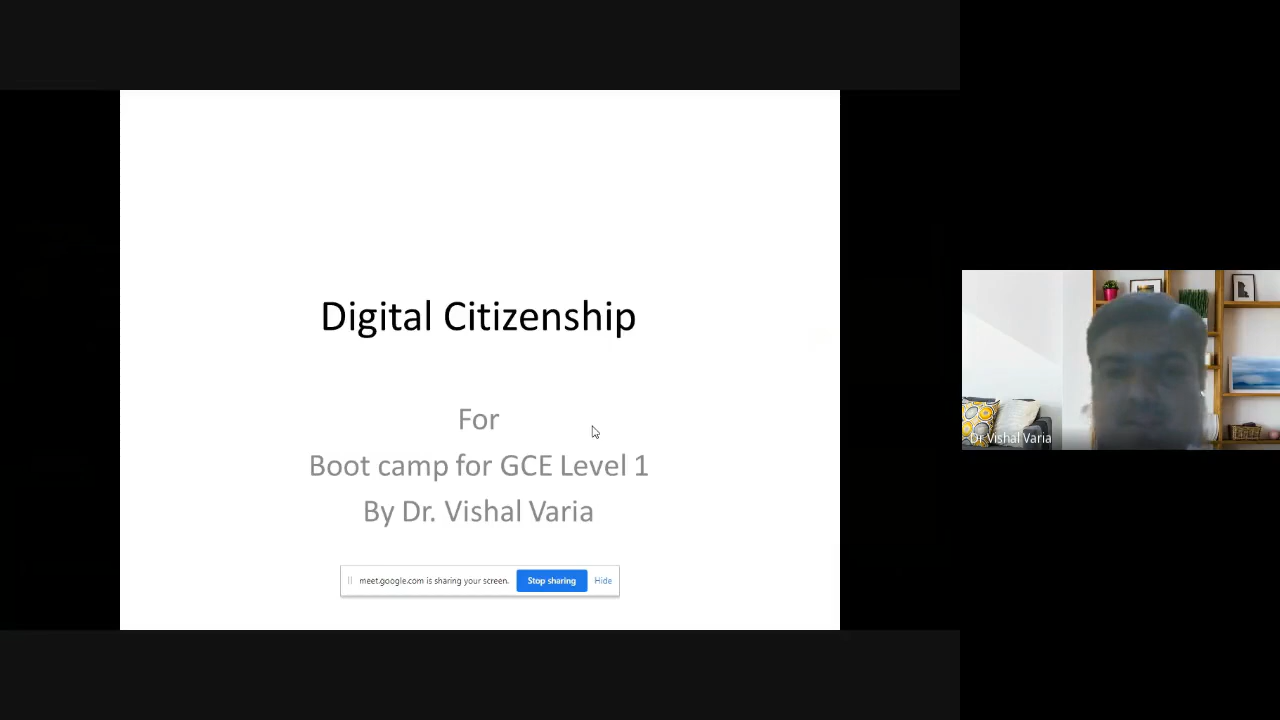 Digital Citizenship
For
Boot camp for GCE Level 1
By Dr. Vishal Varia
meet.google.com is sharing your screen.
Stop sharing
Hide
Dr Vishal Varia